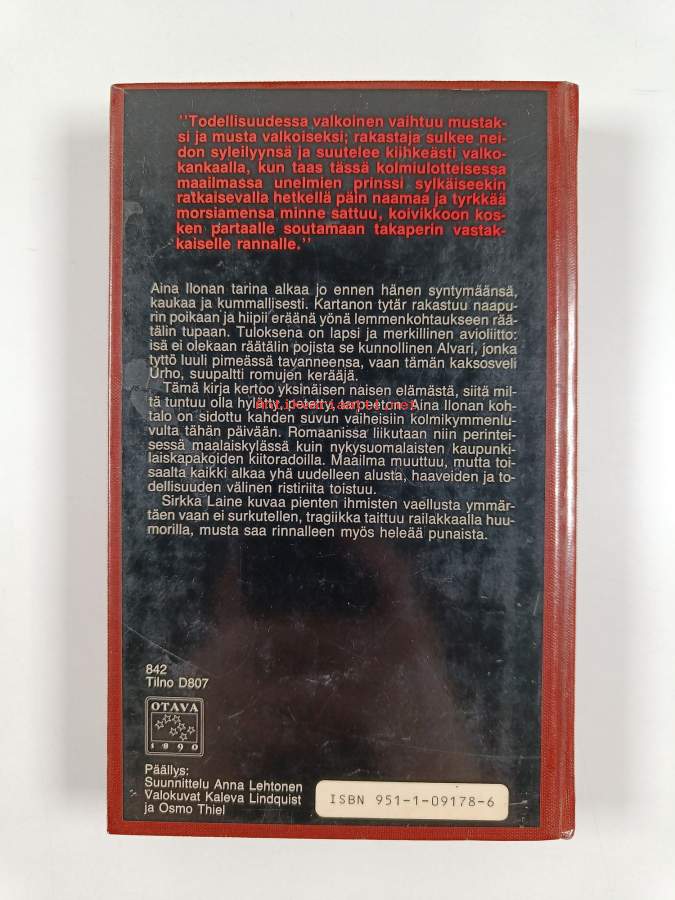 "Todellisuudessa valkoinen vaihtuu mustak-
si ja musta valkoiseksi; rakastaja sulkee nei-
don syleilyynsä ja suutelee kiihkeästi valko-
kankaalla, kun taas tässä kolmiulotteisessa
maailmassa unelmien prinssi sylkäiseekin
ratkaisevalla hetkellä päin naamaa ja tyrkkää
morsiamensa minne sattuu, koivikkoon kos-
ken partaalle soutamaan takaperin vastak-
kaiselle rannalle."
Aina Ilonan tarina alkaa jo ennen hänen syntymäänsä,
kaukaa ja kummallisesti. Kartanon tytär rakastuu naapu-
rin poikaan ja hiipii eräänä yönä lemmenkohtaukseen rää-
tälin tupaan. Tuloksena on lapsi ja merkillinen avioliitto:
isä ei olekaan räätälin pojista se kunnollinen Alvari, jonka
tyttö luuli pimeässä tavanneensa, vaan tämän kaksosveli
Urho, suupaltti romujen kerääjä.
Tämä kirja kertoo yksinäisen naisen elämästä, siitä mil-
tä tuntuu olla hylätty, petetty, tarpeeton. Aina Ilonan koh-
talo on sidottu kahden suvun vaiheisiin kolmikymmenlu-
vulta tähän päivään. Romaanissa liikutaan niin perintei-
sessä maalaiskylässä kuin nykysuomalaisten kaupunki-
laiskapakoiden kiitoradoilla. Maailma muuttuu, mutta toi-
saalta kaikki alkaa yhä uudelleen alusta, haaveiden ja to-
dellisuuden välinen ristiriita toistuu.
Sirkka Laine kuvaa pienten ihmisten vaellusta ymmär-
täen vaan ei surkutellen, tragiikka taittuu railakkaalla huu-
morilla, musta saa rinnalleen myös heleää punaista.
842
Tilno D807
OTAVA
1890
Päällys:
Suunnittelu Anna Lehtonen
Valokuvat Kaleva Lindquist
ja Osmo Thiel
ISBN 951-1-09178-6